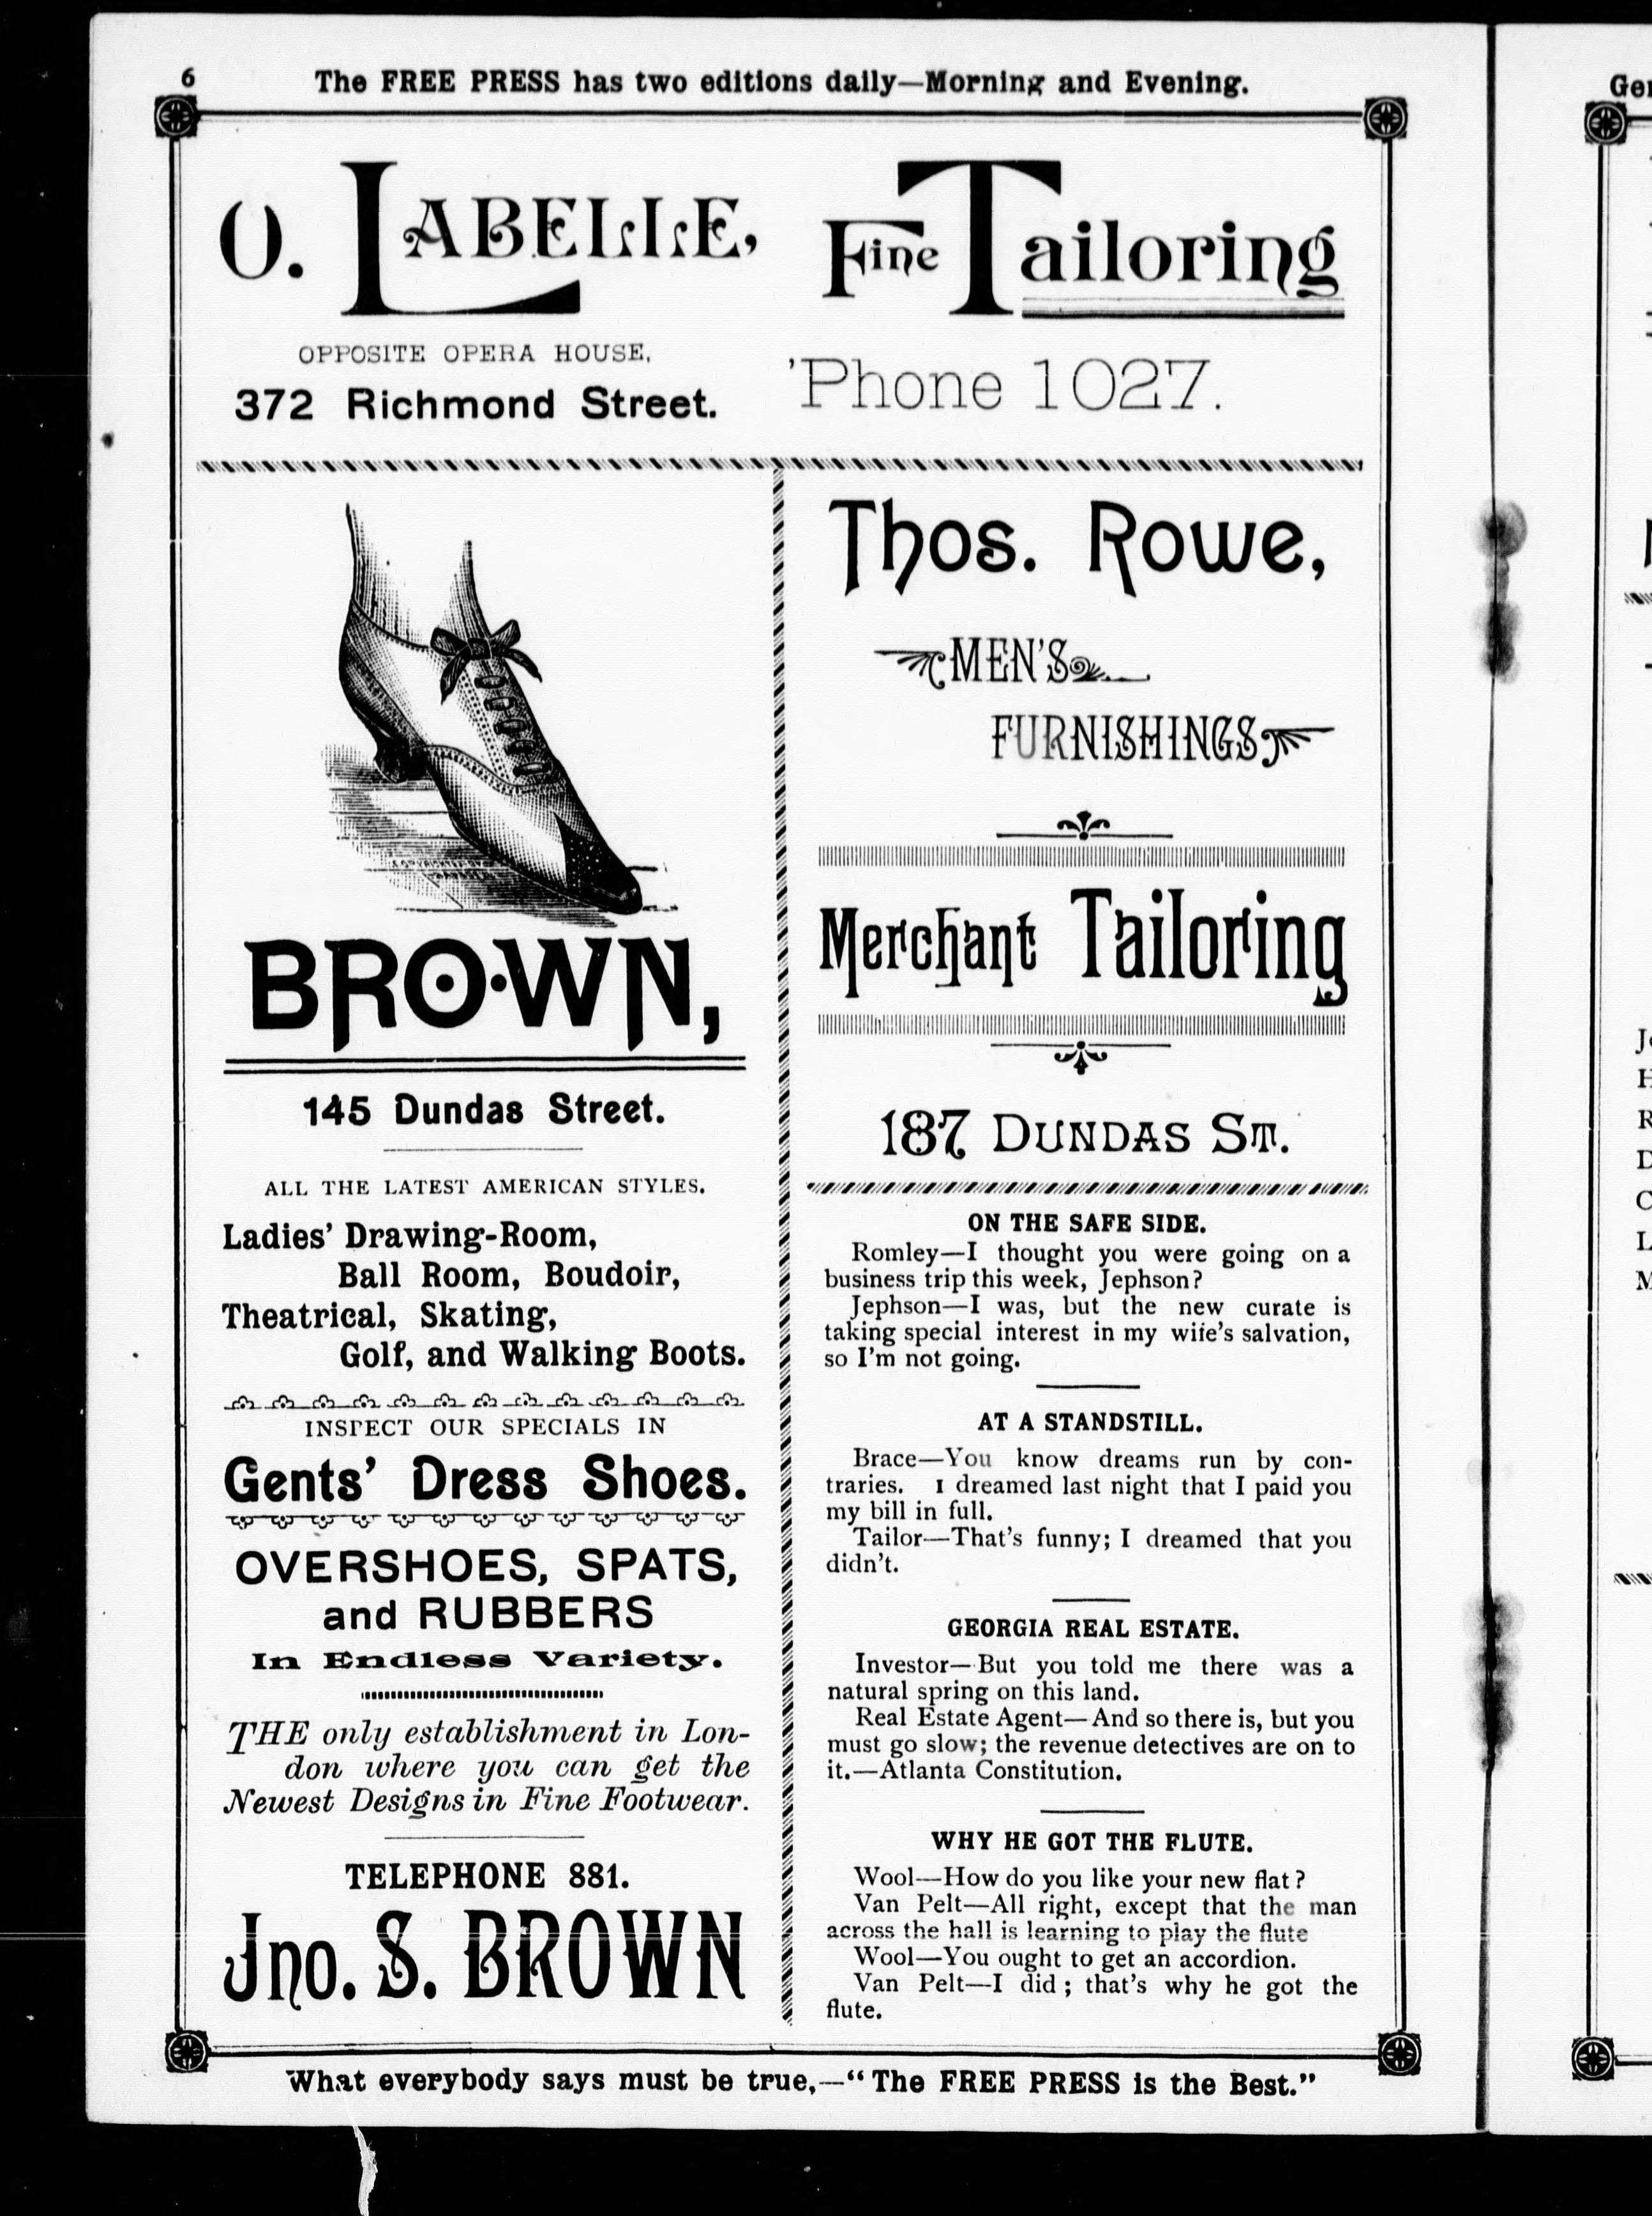 6
The FREE PRESS has two editions daily—Morning and Evening.
O. LABELLE,
Fine Tailoring
OPPOSITE OPERA HOUSE,
372 Richmond Street.
'Phone 1027.
BROWN,
145 Dundas Street.
ALL THE LATEST AMERICAN STYLES.
Ladies' Drawing-Room,
Ball Room, Boudoir,
Theatrical, Skating,
Golf, and Walking Boots.
INSPECT OUR SPECIALS IN
Gents' Dress Shoes.
OVERSHOES, SPATS,
and RUBBERS
In Endless Variety.
THE only establishment in Lon-
don where you can get the
Newest Designs in Fine Footwear.
TELEPHONE 881.
Jno. S. BROWN
Thos. Rowe,
MEN'S
FURNISHINGS
Merchant Tailoring
187 DUNDAS ST.
ON THE SAFE SIDE.
Romley—I thought you were going on a
business trip this week, Jephson?
Jephson—I was, but the new curate is
taking special interest in my wife's salvation,
so I'm not going.
AT A STANDSTILL.
Brace—You know dreams run by con-
traries. I dreamed last night that I paid you
my bill in full.
Tailor—That's funny; I dreamed that you
didn't.
GEORGIA REAL ESTATE.
Investor—But you told me there was a
natural spring on this land.
Real Estate Agent—And so there is, but you
must go slow; the revenue detectives are on to
it.—Atlanta Constitution.
WHY HE GOT THE FLUTE.
Wool—How do you like your new flat?
Van Pelt—All right, except that the man
across the hall is learning to play the flute
Wool—You ought to get an accordion.
Van Pelt—I did; that's why he got the
flute.
What everybody says must be true,—"The FREE PRESS is the Best."